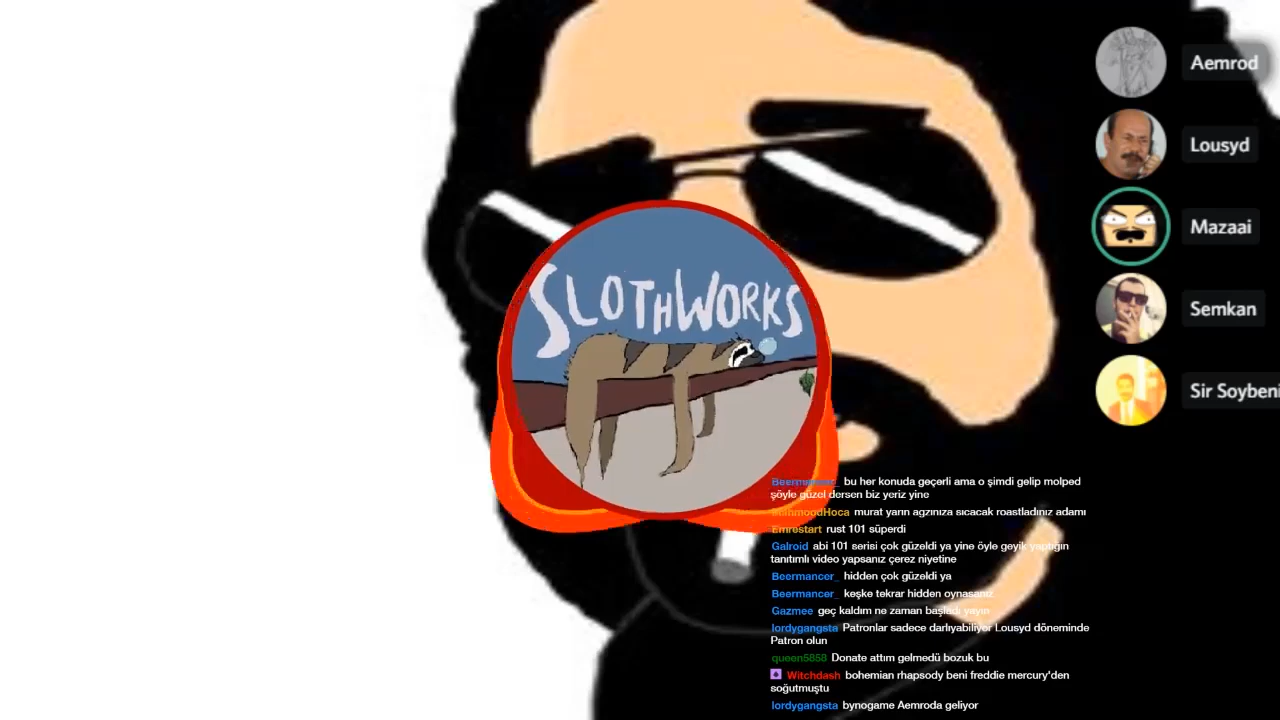 Aemrod
Lousyd
Mazaai
Semkan
Sir Soybeni
SLOTHWORKS
Beermancer_ bu her konuda geçerli ama o şimdi gelip molped
şöyle güzel dersen biz yeriz yine
MahmoodHoca murat yarın agzınıza sıcacak roastladınız adamı
Emrestart rust 101 süperdi
Galroid abi 101 serisi çok güzeldi ya yine öyle geyik yaptığın
tanıtımlı video yapsanız çerez niyetine
Beermancer_ hidden çok güzeldi ya
Beermancer_ keşke tekrar hidden oynasanız
Gazmee geç kaldım ne zaman başladı yayın
lordygangsta Patronlar sadece darlıyabiliyor Lousyd döneminde
Patron olun
queen5858 Donate attım gelmedü bozuk bu
Witchdash bohemian rhapsody beni freddie mercury'den
soğutmuştu
lordygangsta bynogame Aemroda geliyor